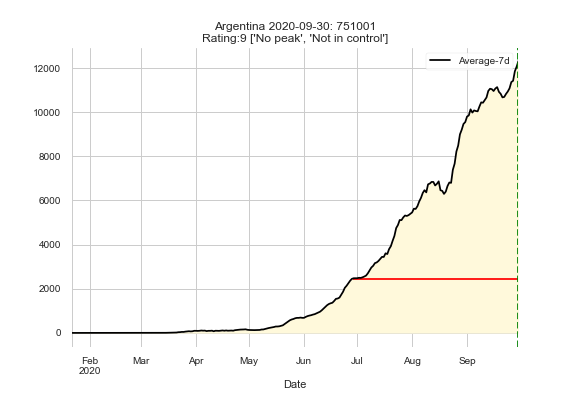 Argentina 2020-09-30: 751001
Rating:9 ['No peak', 'Not in control']
Average-7d
12000
10000
8000
6000
4000
2000
0
Feb Mar Apr May Jun Jul Aug Sep
2020
Date